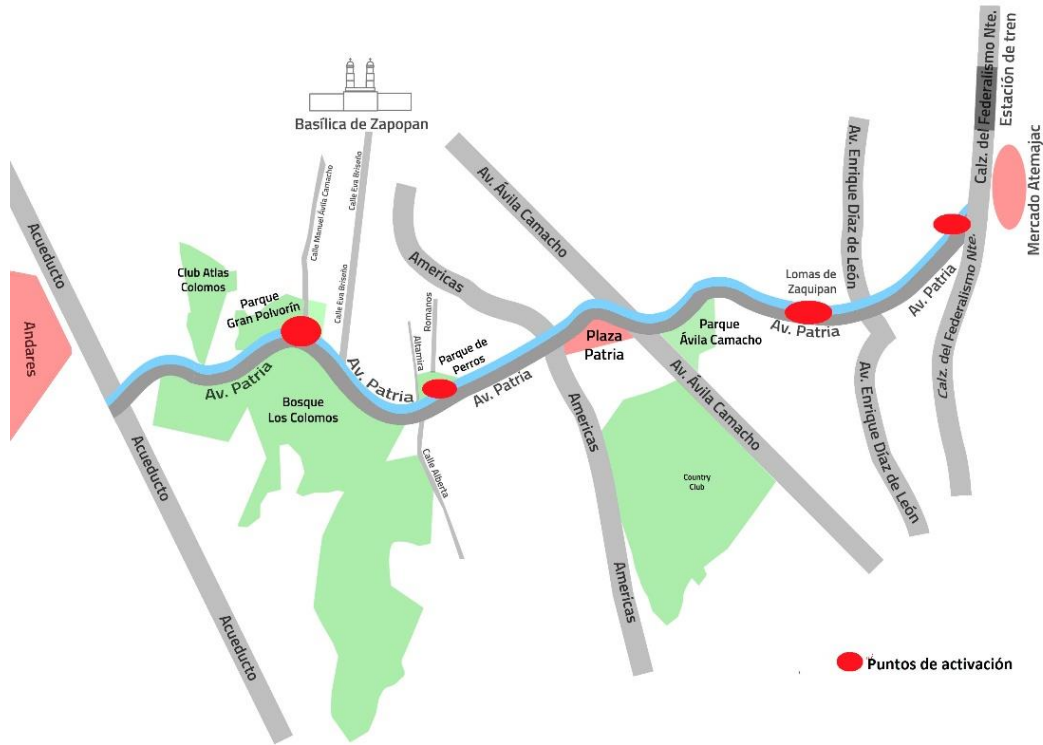 Calz. del Federalismo Nte.
Estación de tren
Basílica de Zapopan
Mercado Atemajac
Av. Ávila Camacho
Av. Enrique Díaz de León
Calle Manuel Ávila Camacho
Calle Eva Briseño
Acueducto
Americas
Club Atlas
Colomos
Parque
Gran Polvorín
Calle Eva Briseño
Lomas de
Zaquipan
Av. Patria
Calz. del Federalismo Nte.
Andares
Romanos
Altamira
Parque de
Perros
Plaza
Patria
Parque
Ávila Camacho
Av. Patria
Av. Patria
Av. Patria
Av. Patria
Av. Ávila Camacho
Av. Enrique Díaz de León
Bosque
Los Colomos
Americas
Calle Alberta
Country
Club
Acueducto
Americas
Acueducto
Puntos de activación